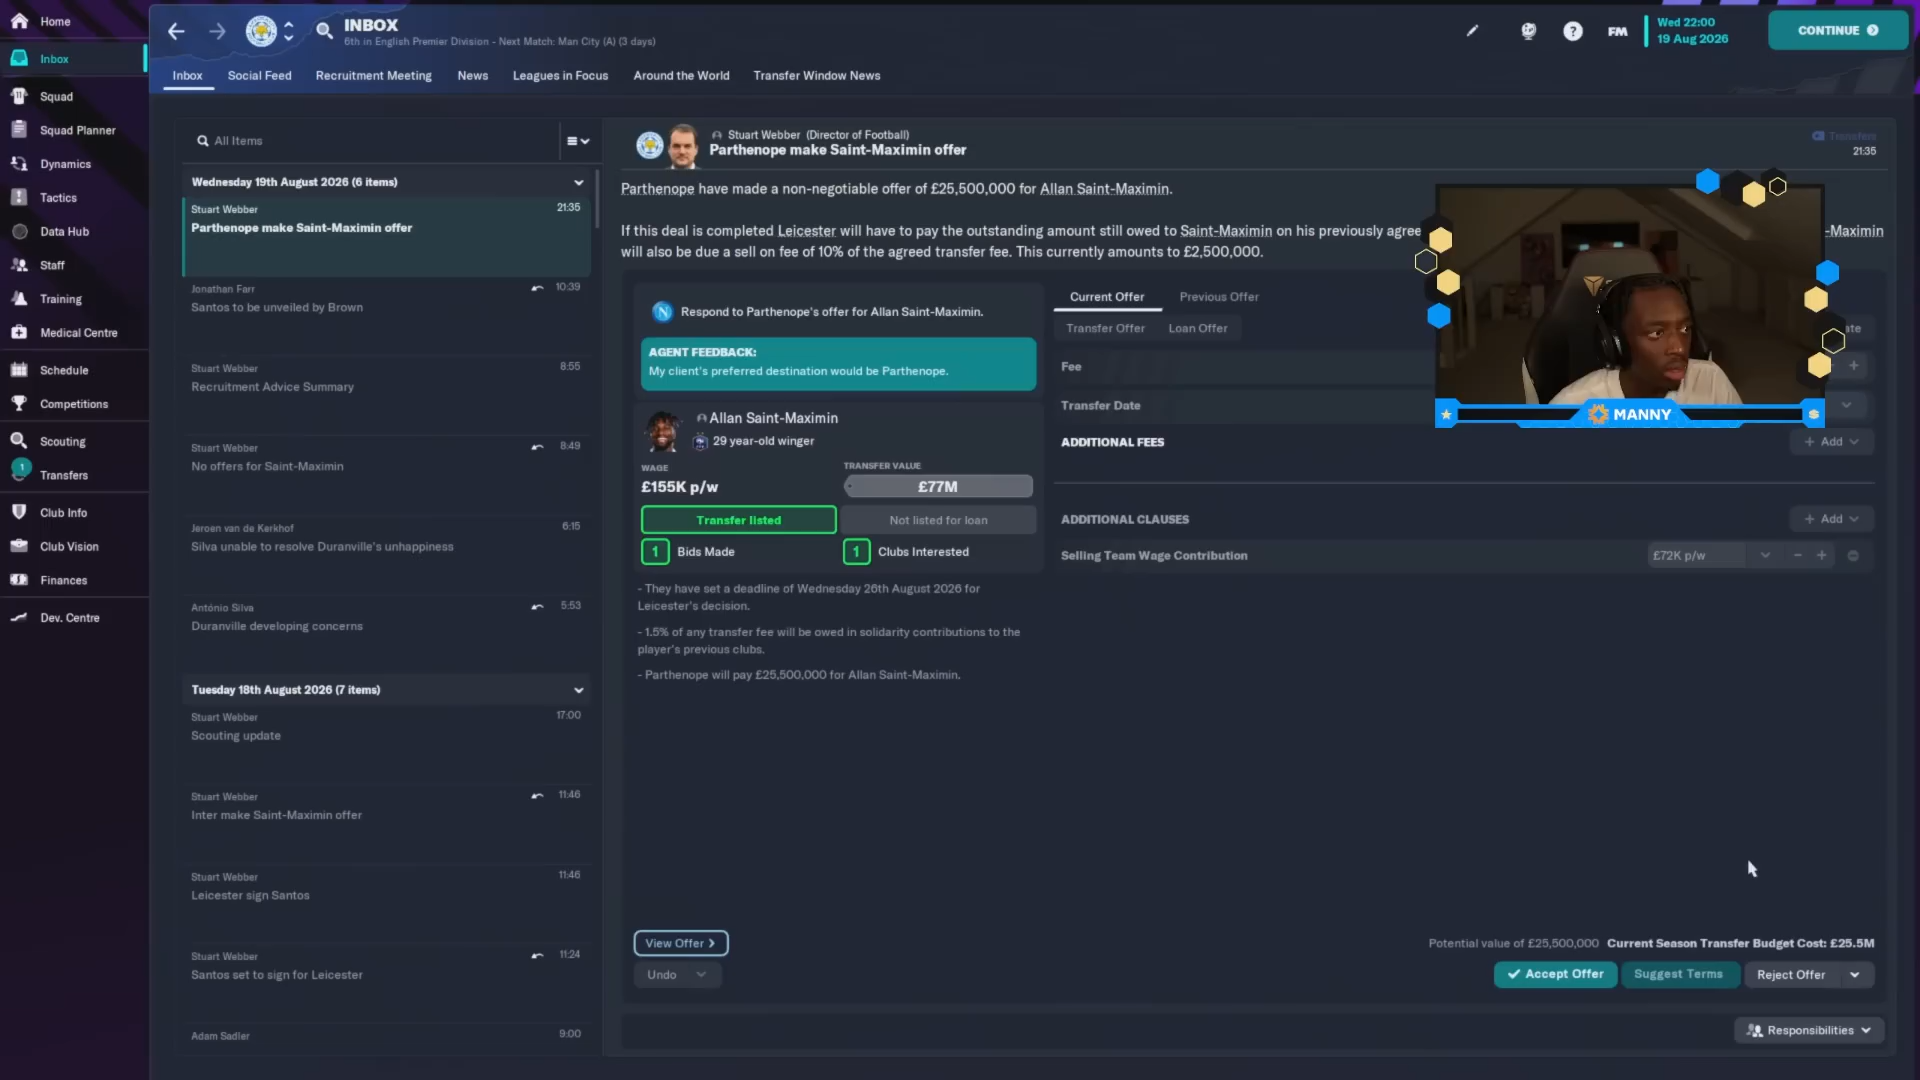 Home
Inbox
Squad
Squad Planner
Dynamics
Tactics
Data Hub
Staff
Training
Medical Centre
Schedule
Competitions
Scouting
1
Transfers
Club Info
Club Vision
Finances
Dev. Centre
INBOX
6th in English Premier Division - Next Match: Man City (A) (3 days)
?
FM
Wed 22:00
19 Aug 2026
CONTINUE
Inbox
Social Feed
Recruitment Meeting
News
Leagues in Focus
Around the World
Transfer Window News
All Items
Wednesday 19th August 2026 (6 items)
Stuart Webber 21:35
Parthenope make Saint-Maximin offer
Jonathan Farr 10:39
Santos to be unveiled by Brown
Stuart Webber 8:55
Recruitment Advice Summary
Stuart Webber 8:49
No offers for Saint-Maximin
Jeroen van de Kerkhof 6:15
Silva unable to resolve Duranville's unhappiness
António Silva 5:53
Duranville developing concerns
Tuesday 18th August 2026 (7 items)
Stuart Webber 17:00
Scouting update
Stuart Webber 11:46
Inter make Saint-Maximin offer
Stuart Webber 11:46
Leicester sign Santos
Stuart Webber 11:24
Santos set to sign for Leicester
Adam Sadler 9:00
Stuart Webber (Director of Football)
Parthenope make Saint-Maximin offer
Transfers
21:35
Parthenope have made a non-negotiable offer of £25,500,000 for Allan Saint-Maximin.
If this deal is completed Leicester will have to pay the outstanding amount still owed to Saint-Maximin on his previously agree -Maximin
will also be due a sell on fee of 10% of the agreed transfer fee. This currently amounts to £2,500,000.
Respond to Parthenope's offer for Allan Saint-Maximin.
AGENT FEEDBACK:
My client's preferred destination would be Parthenope.
Allan Saint-Maximin
29 year-old winger
WAGE
£155K p/w
TRANSFER VALUE
£77M
Transfer listed
Not listed for loan
1 Bids Made
1 Clubs Interested
- They have set a deadline of Wednesday 26th August 2026 for
Leicester's decision.
- 1.5% of any transfer fee will be owed in solidarity contributions to the
player's previous clubs.
- Parthenope will pay £25,500,000 for Allan Saint-Maximin.
Current Offer
Previous Offer
Transfer Offer
Loan Offer
ate
Fee
Transfer Date
ADDITIONAL FEES
+ Add
ADDITIONAL CLAUSES
+ Add
Selling Team Wage Contribution
£72K p/w
MANNY
View Offer >
Undo
Potential value of £25,500,000 Current Season Transfer Budget Cost: £25.5M
Accept Offer
Suggest Terms
Reject Offer
Responsibilities